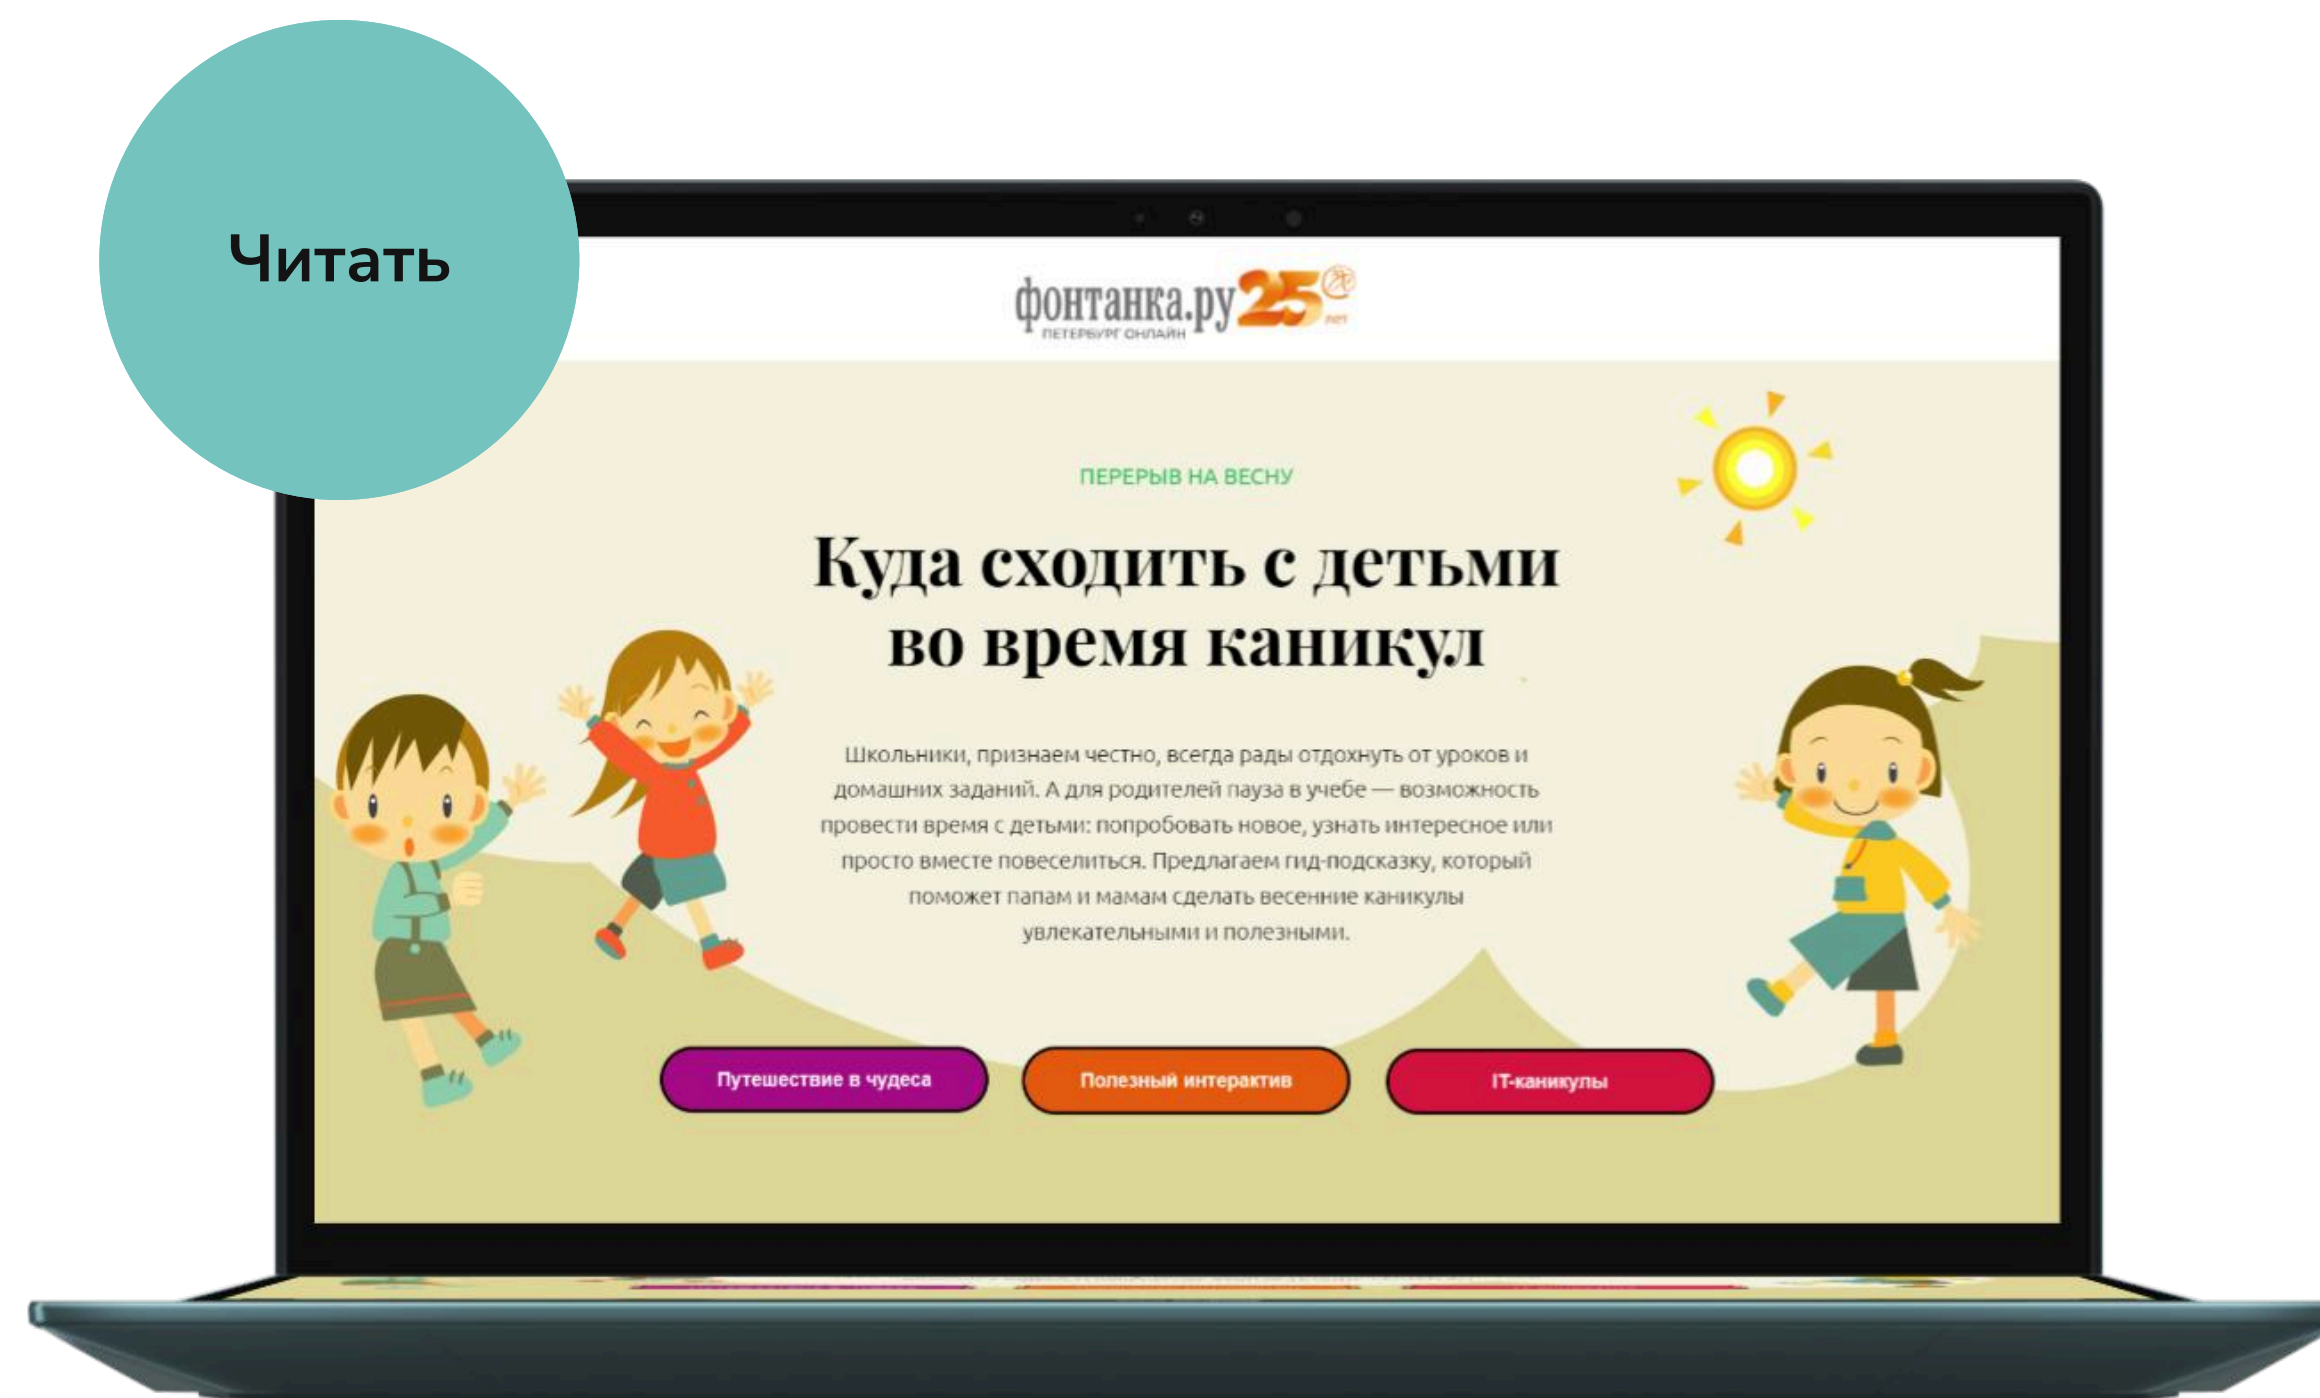 Читать
фонтанка.ру 25
лет
ПЕТЕРБУРГ ОНЛАЙН
ПЕРЕРЫВ НА ВЕСНУ
Куда сходить с детьми
во время каникул
Школьники, признаем честно, всегда рады отдохнуть от уроков и
домашних заданий. А для родителей пауза в учебе — возможность
провести время с детьми: попробовать новое, узнать интересное или
просто вместе повеселиться. Предлагаем гид-подсказку, который
поможет папам и мамам сделать весенние каникулы
увлекательными и полезными.
Путешествие в чудеса
Полезный интерактив
IT-каникулы